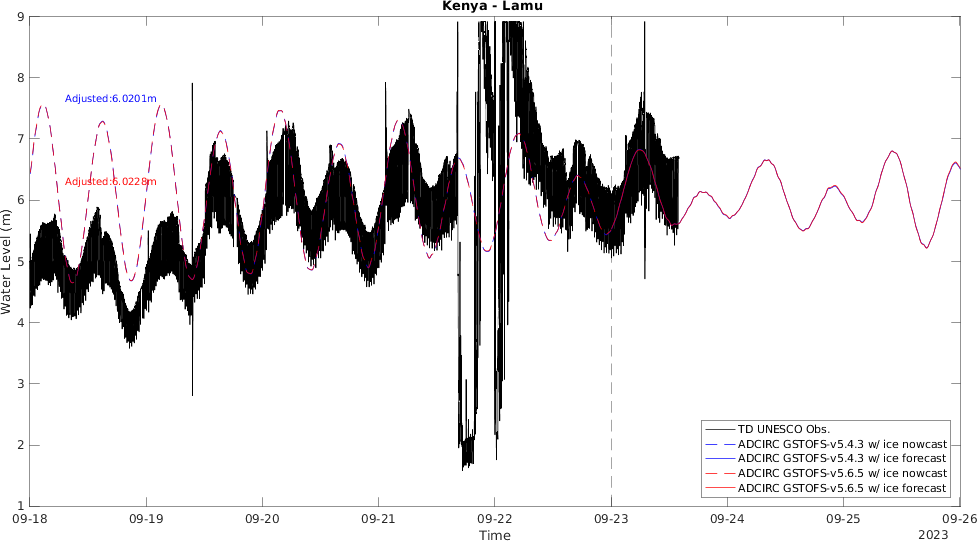 Kenya - Lamu
9
8
7
6
5
4
3
2
1
Water Level (m)
Adjusted:6.0201m
Adjusted:6.0228m
TD UNESCO Obs.
ADCIRC GSTOFS-v5.4.3 w/ ice nowcast
ADCIRC GSTOFS-v5.4.3 w/ ice forecast
ADCIRC GSTOFS-v5.6.5 w/ ice nowcast
ADCIRC GSTOFS-v5.6.5 w/ ice forecast
09-18 09-19 09-20 09-21 09-22 09-23 09-24 09-25 09-26
Time
2023